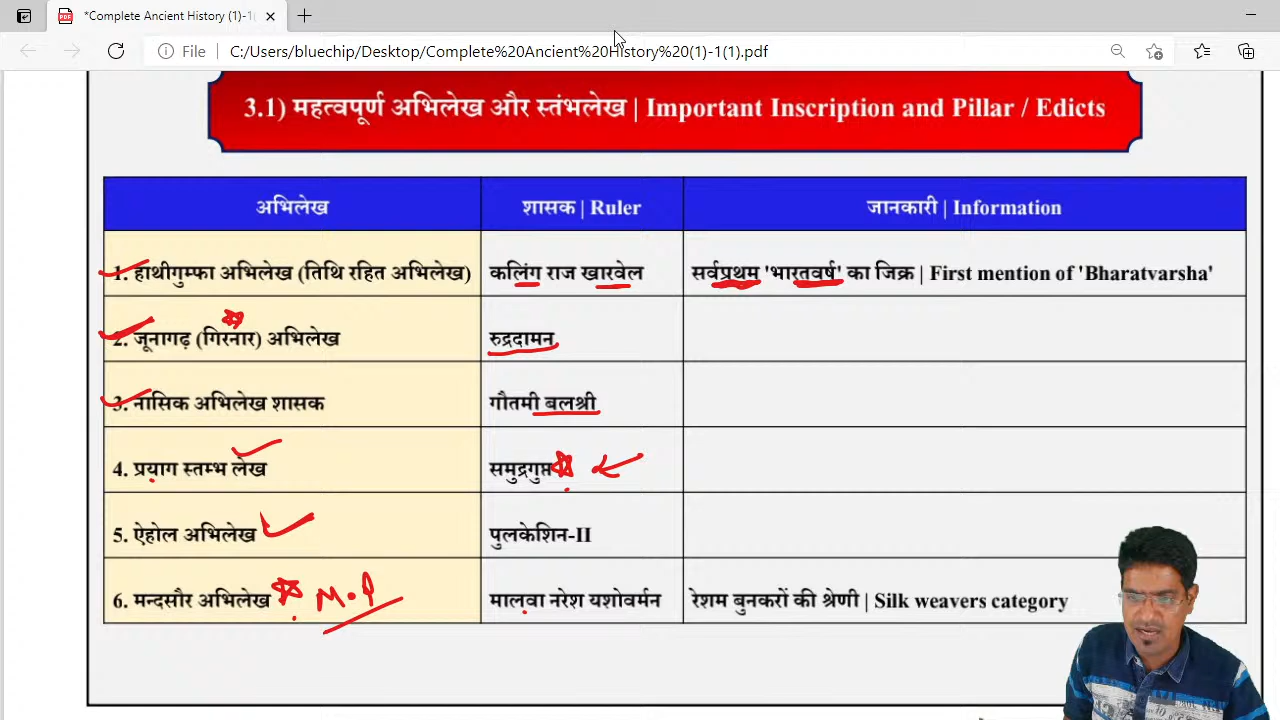 *Complete Ancient History (1)-1(
File C:/Users/bluechip/Desktop/Complete%20Ancient%20History%20(1)-1(1).pdf
3.1) महत्वपूर्ण अभिलेख और स्तंभलेख | Important Inscription and Pillar / Edicts
अभिलेख शासक | Ruler जानकारी | Information
1. हाथीगुम्फा अभिलेख (तिथि रहित अभिलेख) कलिंग राज खारवेल सर्वप्रथम 'भारतवर्ष' का जिक्र | First mention of 'Bharatvarsha'
2. जूनागढ़ (गिरनार) अभिलेख रुद्रदामन
3. नासिक अभिलेख शासक गौतमी बलश्री
4. प्रयाग स्तम्भ लेख समुद्रगुप्त
5. ऐहोल अभिलेख पुलकेशिन-II
6. मन्दसौर अभिलेख M.P मालवा नरेश यशोवर्मन रेशम बुनकरों की श्रेणी | Silk weavers category